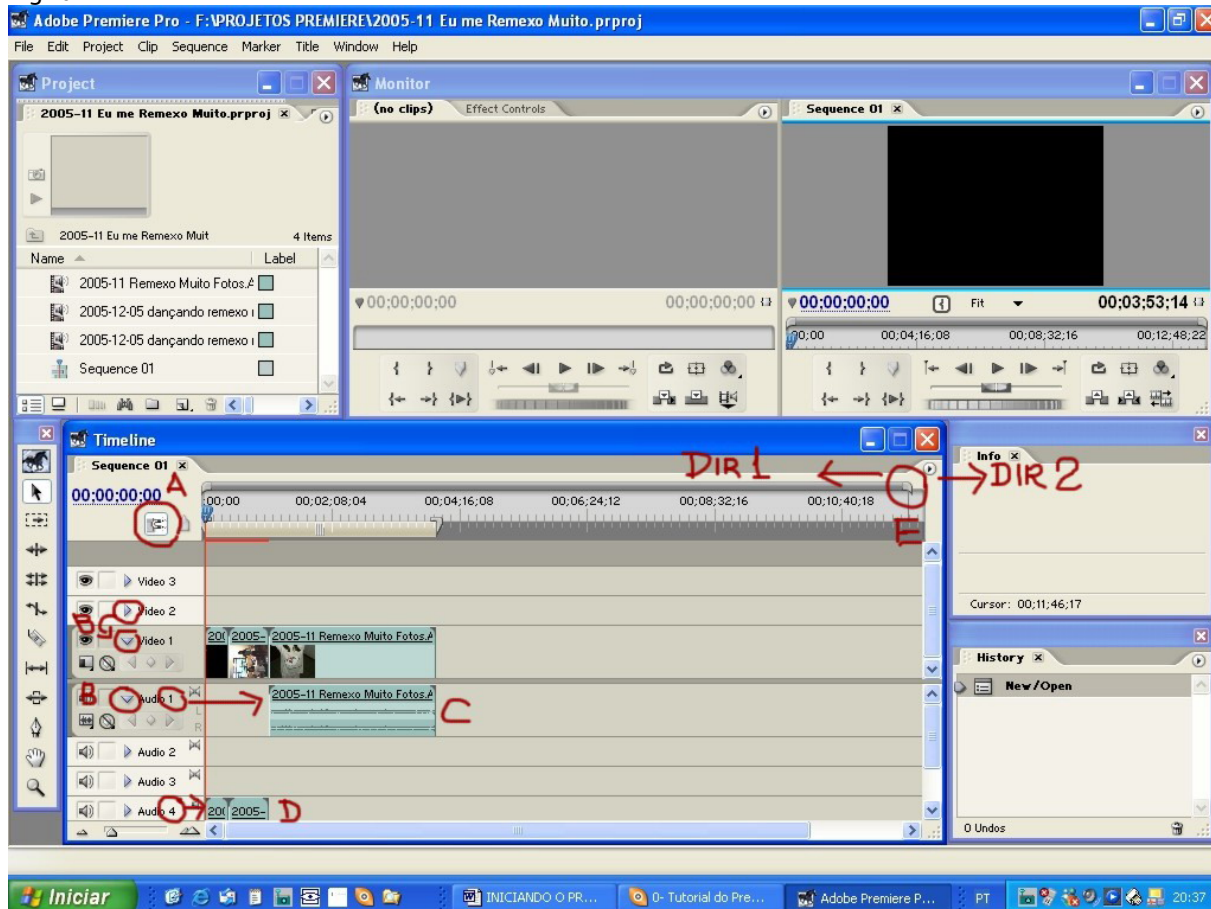 Adobe Premiere Pro - F:\PROJETOS PREMIERE\2005-11 Eu me Remexo Muito.prproj
File Edit Project Clip Sequence Marker Title Window Help
Project
2005-11 Eu me Remexo Muito.prproj
2005-11 Eu me Remexo Muit 4 Items
Name Label
2005-11 Remexo Muito Fotos.A
2005-12-05 dançando remexo
2005-12-05 dançando remexo
Sequence 01
Monitor
(no clips) Effect Controls
00;00;00;00 00;00;00;00
Sequence 01
00;00;00;00 Fit 00;03;53;14
00;00 00;04;16;08 00;08;32;16 00;12;48;22
Timeline
Sequence 01
DIR 1 DIR 2
00;00;00;00 A
00;00 00;02;08;04 00;04;16;08 00;06;24;12 00;08;32;16 00;10;40;18
E
Video 3
Video 2
B
Video 1 200 2005- 2005-11 Remexo Muito Fotos.A
B Audio 1 L R 2005-11 Remexo Muito Fotos.A C
Audio 2
Audio 3
Audio 4 200 2005- D
Info
Cursor: 00;11;46;17
History
New/Open
0 Undos
Iniciar INICIANDO O PR... 0- Tutorial do Pre... Adobe Premiere P... PT 20:37